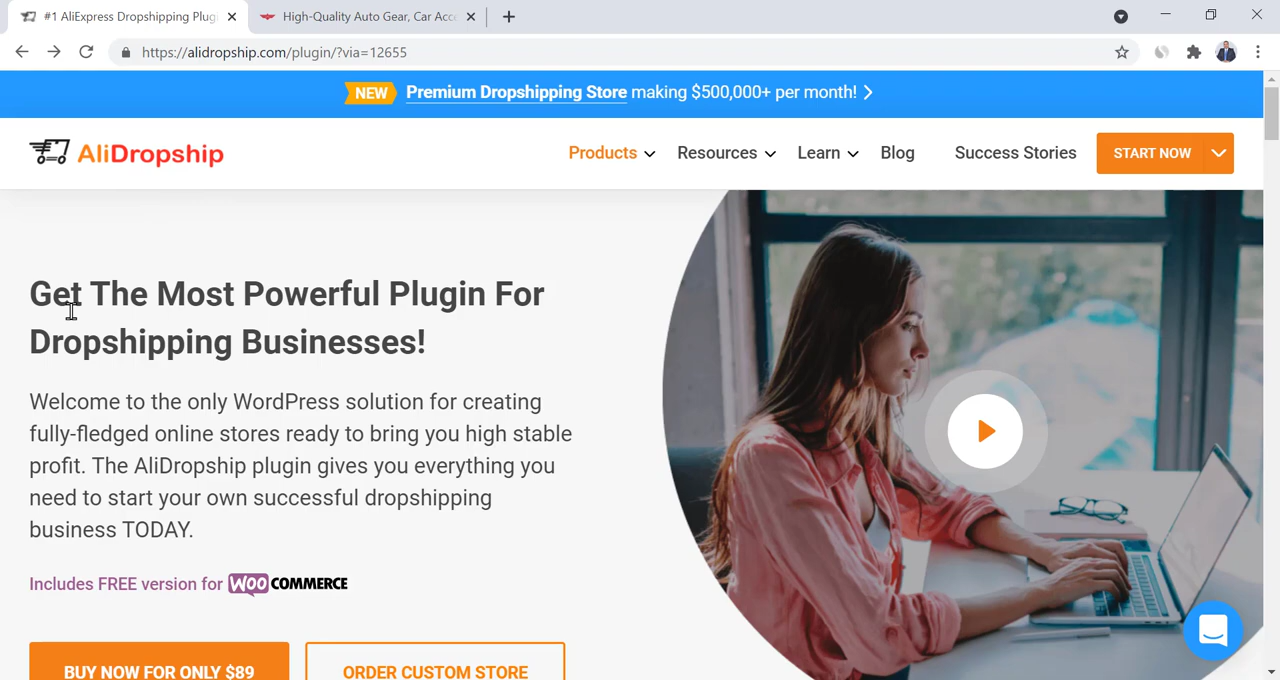 #1 AliExpress Dropshipping Plug
High-Quality Auto Gear, Car Acc
https://alidropship.com/plugin/?via=12655
NEW Premium Dropshipping Store making $500,000+ per month!
AliDropship
Products Resources Learn Blog Success Stories START NOW
Get The Most Powerful Plugin For
Dropshipping Businesses!
Welcome to the only WordPress solution for creating
fully-fledged online stores ready to bring you high stable
profit. The AliDropship plugin gives you everything you
need to start your own successful dropshipping
business TODAY.
Includes FREE version for WOO COMMERCE
BUY NOW FOR ONLY $89
ORDER CUSTOM STORE